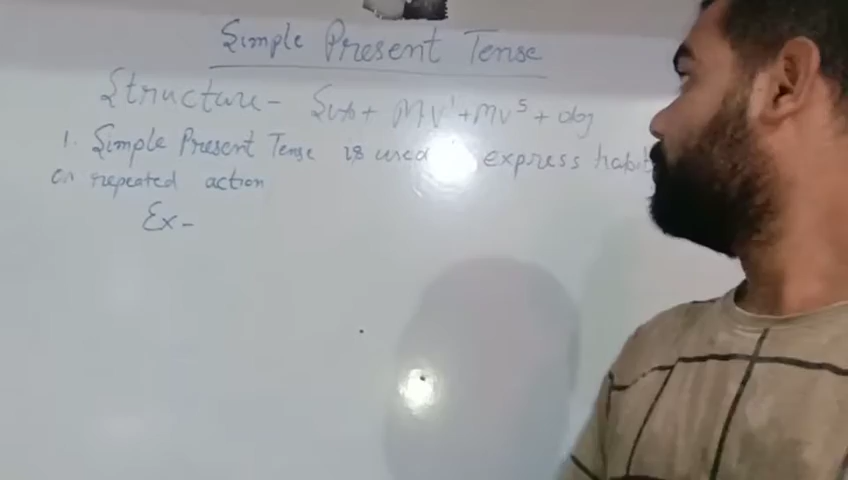 Simple Present Tense
Structure - Sub + MV¹ + MV⁵ + obj
1. Simple Present Tense is used express habit
or repeated action
Ex -